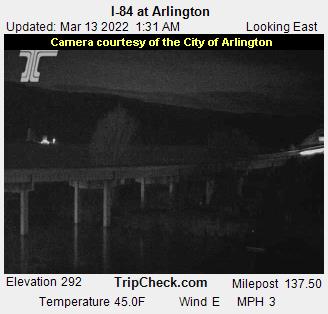 I-84 at Arlington
Updated: Mar 13 2022 1:31 AM Looking East
Camera courtesy of the City of Arlington
Elevation 292 TripCheck.com Milepost 137.50
Temperature 45.0F Wind E MPH 3